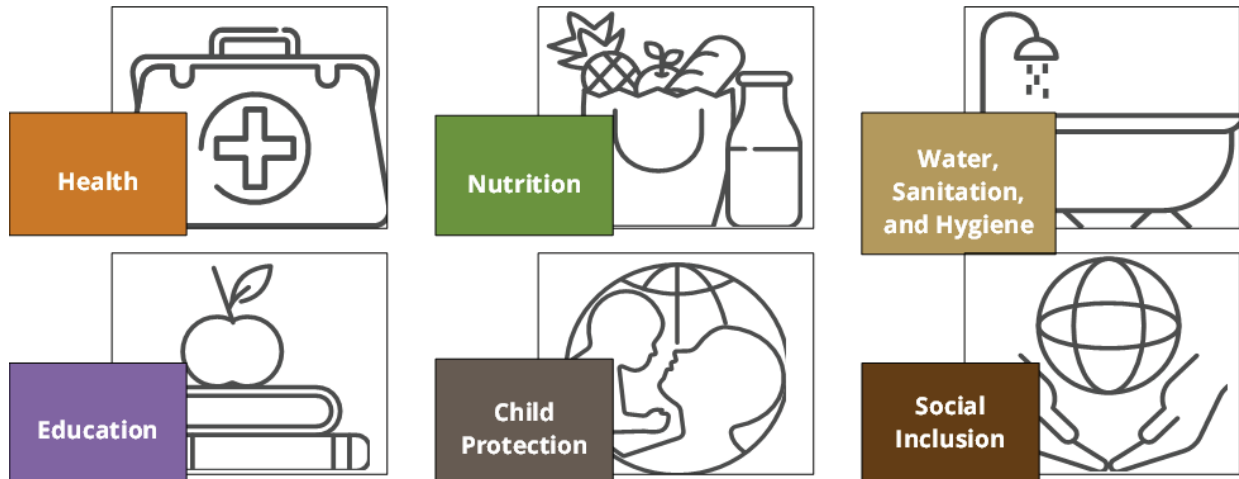 Health
Nutrition
Water,
Sanitation,
and Hygiene
Education
Child
Protection
Social
Inclusion